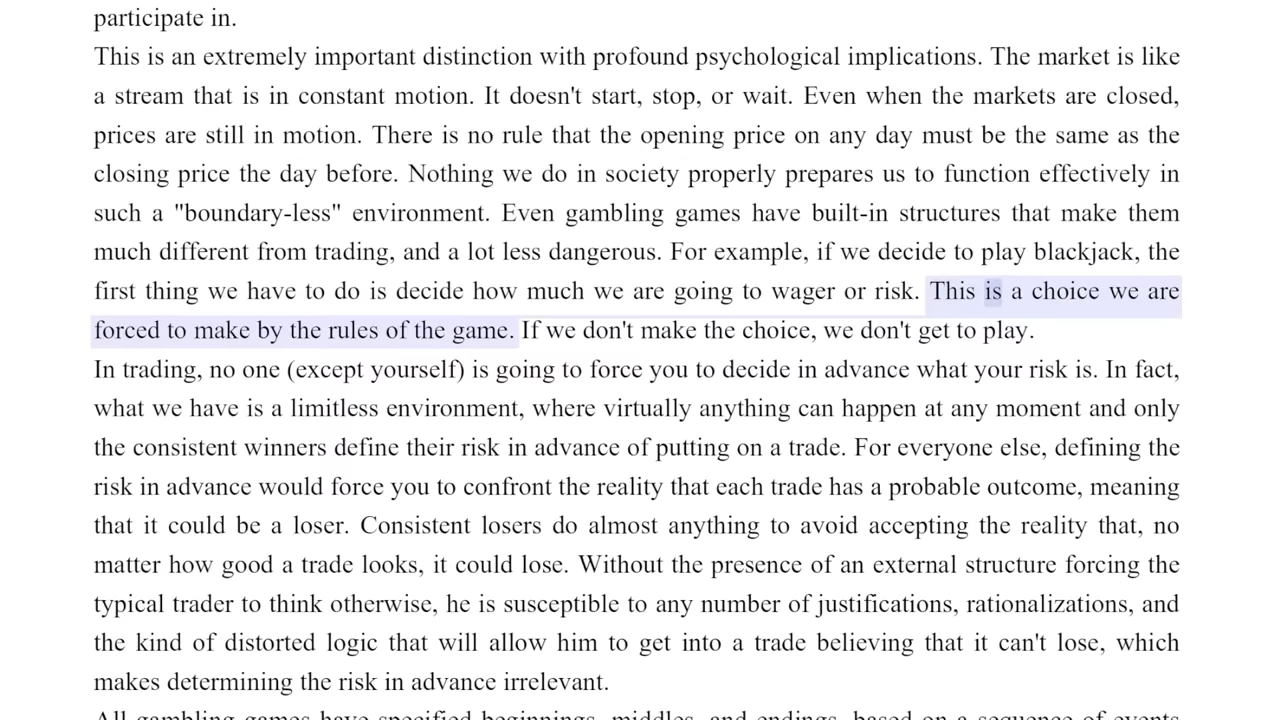 participate in.
This is an extremely important distinction with profound psychological implications. The market is like
a stream that is in constant motion. It doesn't start, stop, or wait. Even when the markets are closed,
prices are still in motion. There is no rule that the opening price on any day must be the same as the
closing price the day before. Nothing we do in society properly prepares us to function effectively in
such a "boundary-less" environment. Even gambling games have built-in structures that make them
much different from trading, and a lot less dangerous. For example, if we decide to play blackjack, the
first thing we have to do is decide how much we are going to wager or risk. This is a choice we are
forced to make by the rules of the game. If we don't make the choice, we don't get to play.
In trading, no one (except yourself) is going to force you to decide in advance what your risk is. In fact,
what we have is a limitless environment, where virtually anything can happen at any moment and only
the consistent winners define their risk in advance of putting on a trade. For everyone else, defining the
risk in advance would force you to confront the reality that each trade has a probable outcome, meaning
that it could be a loser. Consistent losers do almost anything to avoid accepting the reality that, no
matter how good a trade looks, it could lose. Without the presence of an external structure forcing the
typical trader to think otherwise, he is susceptible to any number of justifications, rationalizations, and
the kind of distorted logic that will allow him to get into a trade believing that it can't lose, which
makes determining the risk in advance irrelevant.
All gambling games have specified beginnings, middles, and endings, based on a sequence of events